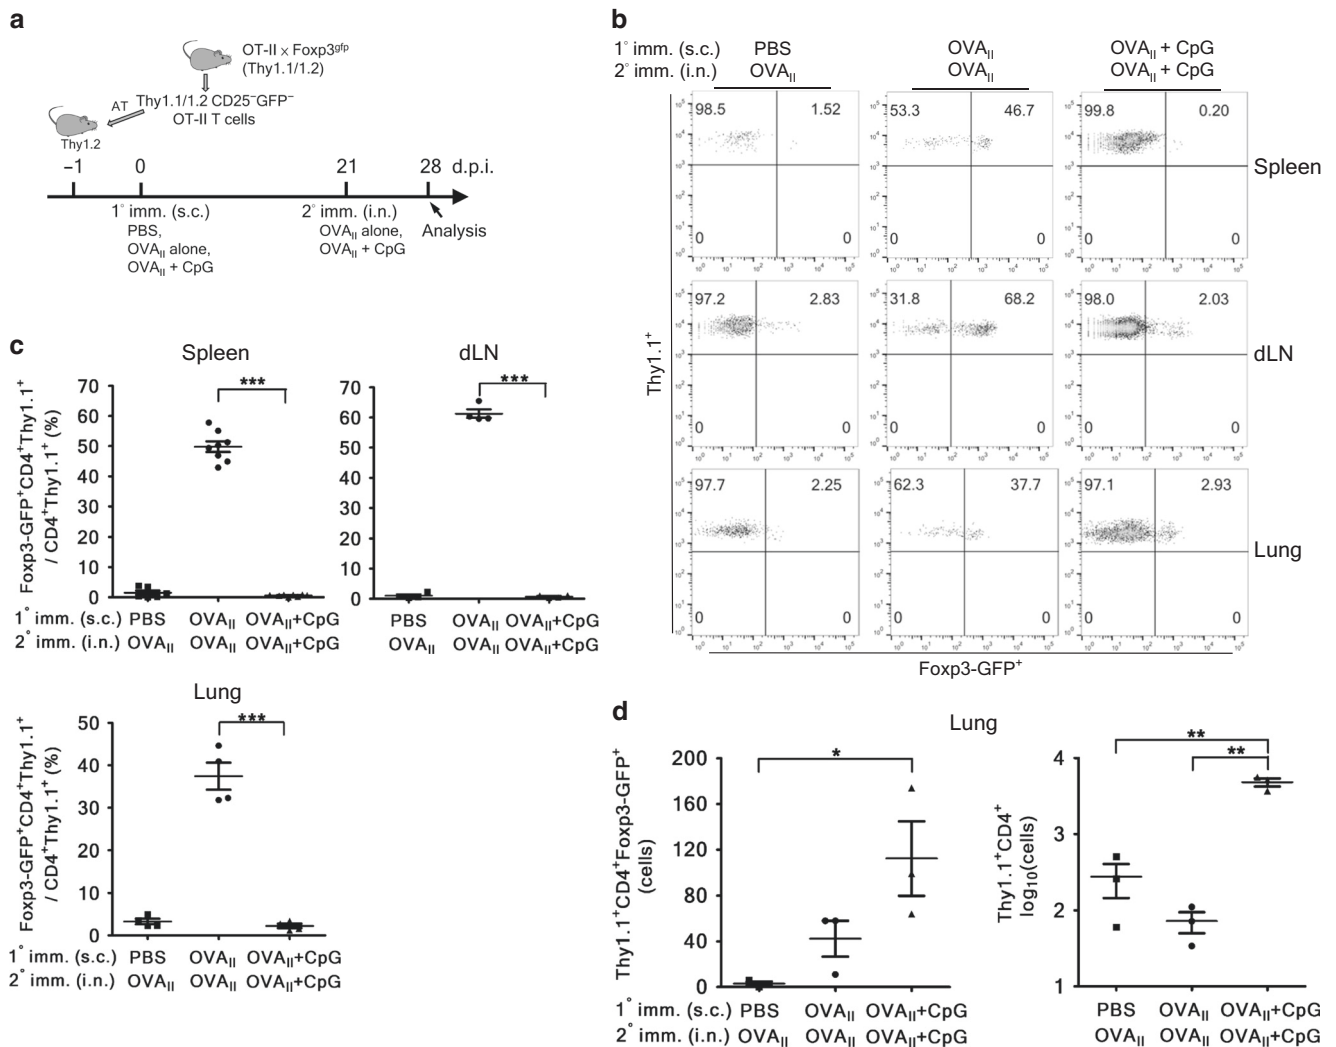 a
OT-II × Foxp3gfp
(Thy1.1/1.2)
AT
Thy1.1/1.2 CD25⁻GFP⁻
OT-II T cells
Thy1.2
−1 0 21 28 d.p.i.
1° imm. (s.c.) 2° imm. (i.n.)
PBS, OVAII alone, Analysis
OVAII alone, OVAII + CpG
OVAII + CpG
b
1° imm. (s.c.) PBS OVAII OVAII + CpG
2° imm. (i.n.) OVAII OVAII OVAII + CpG
98.5 1.52 53.3 46.7 99.8 0.20
Spleen
0 0 0 0 0 0
97.2 2.83 31.8 68.2 98.0 2.03
dLN
0 0 0 0 0 0
97.7 2.25 62.3 37.7 97.1 2.93
Lung
0 0 0 0 0 0
Thy1.1⁺
Foxp3-GFP⁺
c
Spleen
***
Foxp3-GFP⁺CD4⁺Thy1.1⁺
/ CD4⁺Thy1.1⁺ (%)
70
60
50
40
30
20
10
0
dLN
***
70
60
50
40
30
20
10
0
1° imm. (s.c.) PBS OVAII OVAII+CpG PBS OVAII OVAII+CpG
2° imm. (i.n.) OVAII OVAII OVAII+CpG OVAII OVAII OVAII+CpG
Lung
***
Foxp3-GFP⁺CD4⁺Thy1.1⁺
/ CD4⁺Thy1.1⁺ (%)
50
40
30
20
10
0
1° imm. (s.c.) PBS OVAII OVAII+CpG
2° imm. (i.n.) OVAII OVAII OVAII+CpG
d
Lung
*
Thy1.1⁺CD4⁺Foxp3-GFP⁺
(cells)
200
160
120
80
40
0
**
**
Thy1.1⁺CD4⁺
log10(cells)
4
3
2
1
1° imm. (s.c.) PBS OVAII OVAII+CpG PBS OVAII OVAII+CpG
2° imm. (i.n.) OVAII OVAII OVAII+CpG OVAII OVAII OVAII+CpG